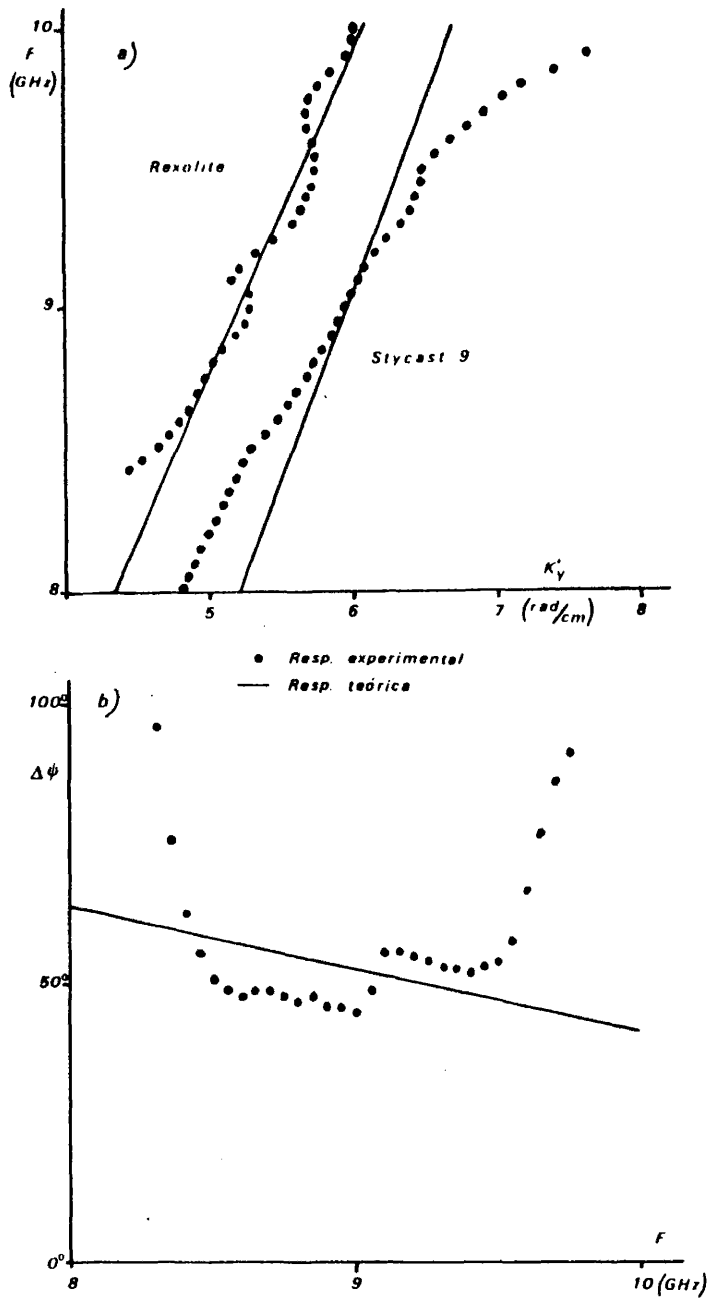 10
F
(GHz)
a)
Rexolite
9
Stycast 9
8
5
6
7
8
K'y
(rad/cm)
● Resp. experimental
— Resp. teórica
100º
b)
Δψ
50º
0º
8
9
10 (GHz)
F